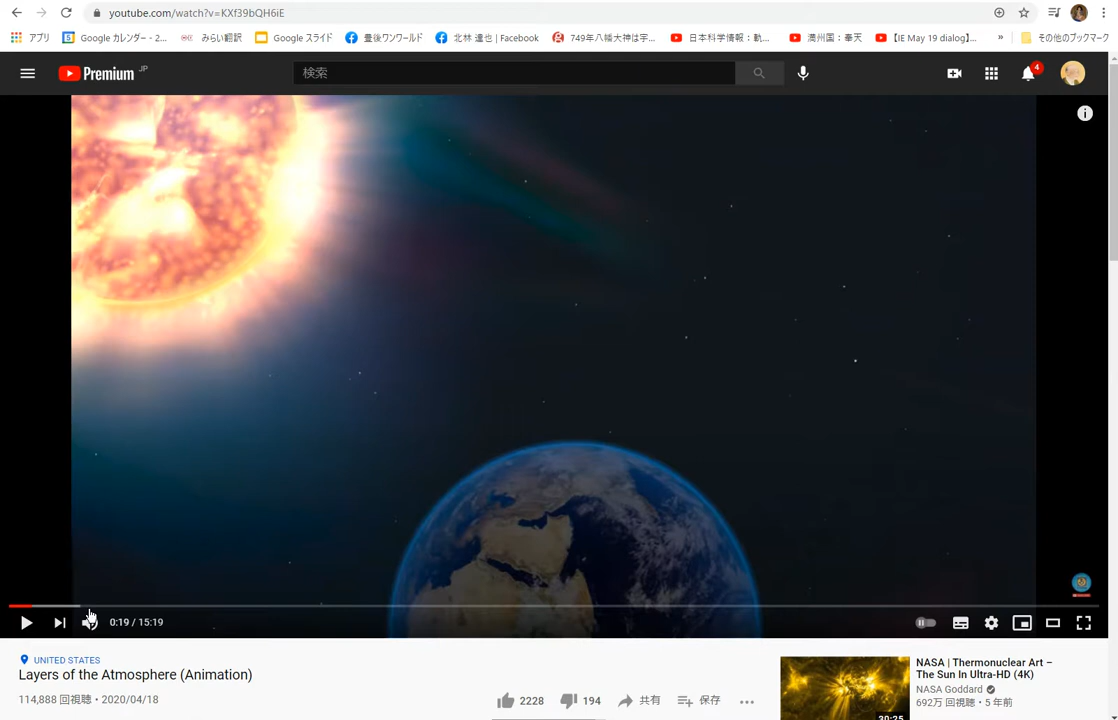 youtube.com/watch?v=KXf39bQH6iE
アプリ Google カレンダー - 2... みらい翻訳 Google スライド 豊後ワンワールド 北林 達也 | Facebook 749年八幡大神は宇... 日本科学情報：軌... 満州国：奉天 【IE May 19 dialog】... » その他のブックマーク
Premium JP 検索 4
0:19 / 15:19
UNITED STATES
Layers of the Atmosphere (Animation)
114,888 回視聴・2020/04/18
2228 194 共有 保存
NASA | Thermonuclear Art –
The Sun In Ultra-HD (4K)
NASA Goddard
692万 回視聴・5 年前
30:25